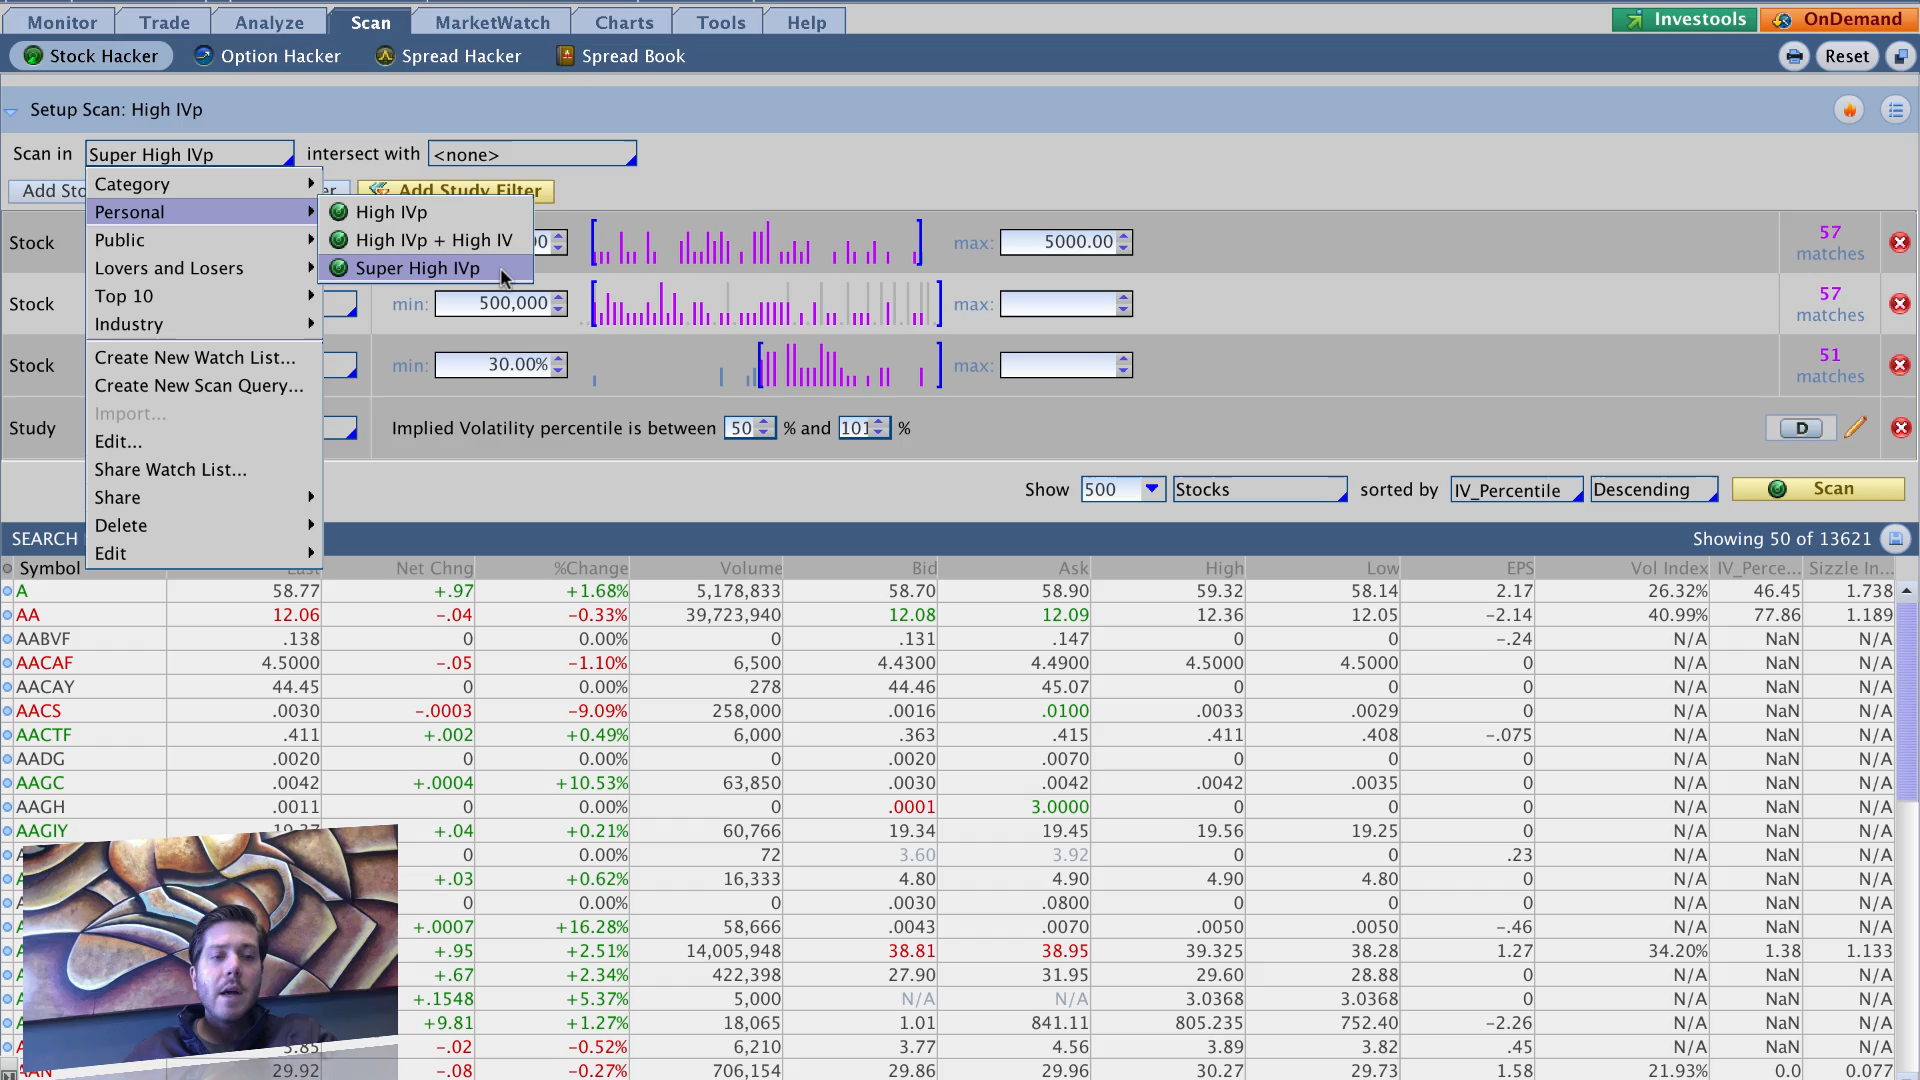 Monitor Trade Analyze Scan MarketWatch Charts Tools Help Investools OnDemand
Stock Hacker Option Hacker Spread Hacker Spread Book Reset
Setup Scan: High IVp
Scan in Super High IVp intersect with <none>
Add Sto Add Study Filter
Category
Personal
Public
Lovers and Losers
Top 10
Industry
Create New Watch List...
Create New Scan Query...
Import...
Edit...
Share Watch List...
Share
Delete
Edit
High IVp
High IVp + High IV
Super High IVp
Stock max: 5000.00 57 matches
Stock min: 500,000 max: 57 matches
Stock min: 30.00% max: 51 matches
Study Implied Volatility percentile is between 50 % and 101 % D
Show 500 Stocks sorted by IV_Percentile Descending Scan
SEARCH Showing 50 of 13621
Symbol Net Chng %Change Volume Bid Ask High Low EPS Vol Index IV_Perce... Sizzle In...
A 58.77 +.97 +1.68% 5,178,833 58.70 58.90 59.32 58.14 2.17 26.32% 46.45 1.738
AA 12.06 -.04 -0.33% 39,723,940 12.08 12.09 12.36 12.05 -2.14 40.99% 77.86 1.189
AABVF .138 0 0.00% 0 .131 .147 0 0 -.24 N/A NaN N/A
AACAF 4.5000 -.05 -1.10% 6,500 4.4300 4.4900 4.5000 4.5000 0 N/A NaN N/A
AACAY 44.45 0 0.00% 278 44.46 45.07 0 0 0 N/A NaN N/A
AACS .0030 -.0003 -9.09% 258,000 .0016 .0100 .0033 .0029 0 N/A NaN N/A
AACTF .411 +.002 +0.49% 6,000 .363 .415 .411 .408 -.075 N/A NaN N/A
AADG .0020 0 0.00% 0 .0020 .0070 0 0 0 N/A NaN N/A
AAGC .0042 +.0004 +10.53% 63,850 .0030 .0042 .0042 .0035 0 N/A NaN N/A
AAGH .0011 0 0.00% 0 .0001 3.0000 0 0 0 N/A NaN N/A
AAGIY 19.37 +.04 +0.21% 60,766 19.34 19.45 19.56 19.25 0 N/A NaN N/A
0 0.00% 72 3.60 3.92 0 0 .23 N/A NaN N/A
+.03 +0.62% 16,333 4.80 4.90 4.90 4.80 0 N/A NaN N/A
0 0.00% 0 .0030 .0800 0 0 0 N/A NaN N/A
+.0007 +16.28% 58,666 .0043 .0070 .0070 .0050 -.46 N/A NaN N/A
+.95 +2.51% 14,005,948 38.81 38.95 39.325 38.28 1.27 34.20% 1.38 1.133
+.67 +2.34% 422,398 27.90 31.95 29.60 28.88 0 N/A NaN N/A
+.1548 +5.37% 5,000 N/A N/A 3.0368 3.0368 0 N/A NaN N/A
+9.81 +1.27% 18,065 1.01 841.11 805.235 752.40 -2.26 N/A NaN N/A
3.85 -.02 -0.52% 6,210 3.77 4.56 3.89 3.82 .45 N/A NaN N/A
AAN 29.92 -.08 -0.27% 706,154 29.86 29.96 30.27 29.73 1.58 21.93% 0.0 0.077